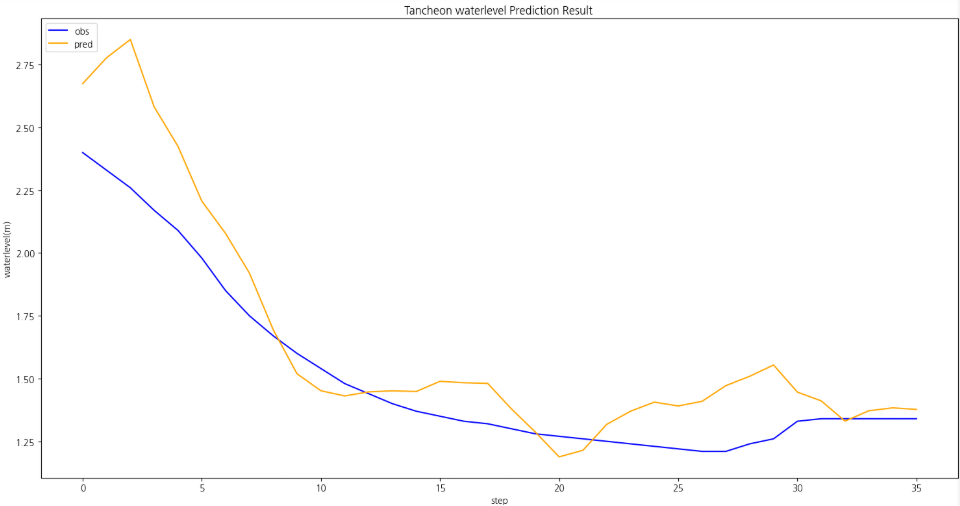 Tancheon waterlevel Prediction Result
obs
pred
2.75
2.50
2.25
2.00
1.75
1.50
1.25
waterlevel(m)
0 5 10 15 20 25 30 35
step